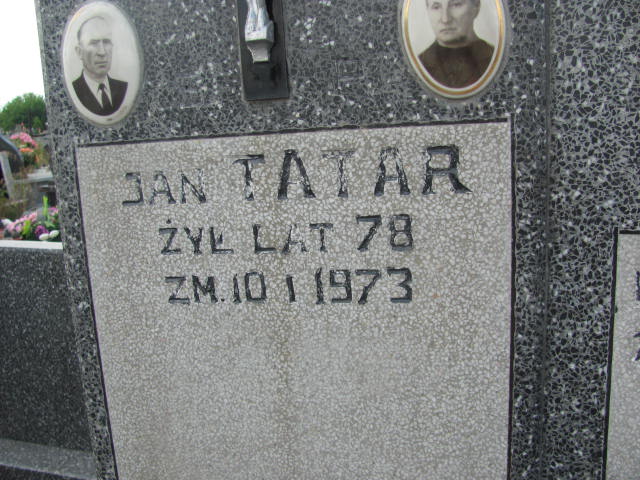 JAN TATAR
ŻYŁ LAT 78
ZM. 10 I 1973